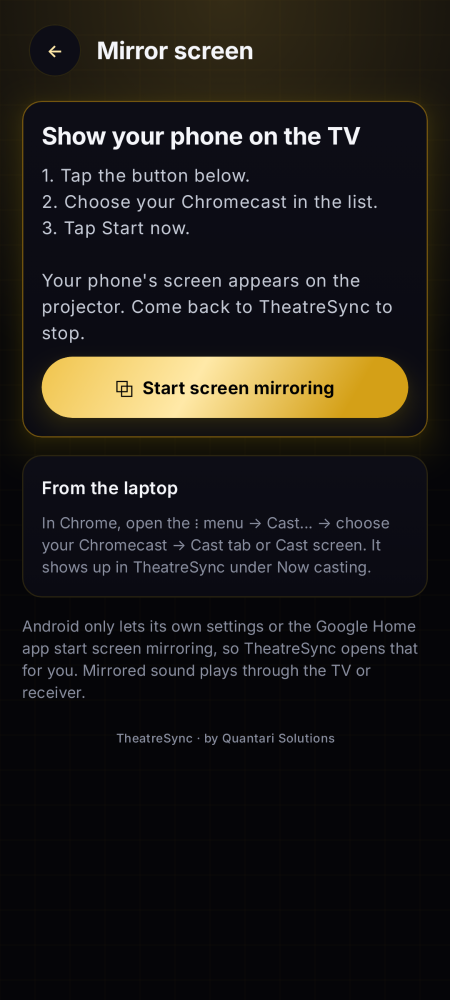 Mirror screen
Show your phone on the TV
1. Tap the button below.
2. Choose your Chromecast in the list.
3. Tap Start now.
Your phone's screen appears on the
projector. Come back to TheatreSync to
stop.
Start screen mirroring
From the laptop
In Chrome, open the ⋮ menu → Cast... → choose
your Chromecast → Cast tab or Cast screen. It
shows up in TheatreSync under Now casting.
Android only lets its own settings or the Google Home
app start screen mirroring, so TheatreSync opens that
for you. Mirrored sound plays through the TV or
receiver.
TheatreSync · by Quantari Solutions